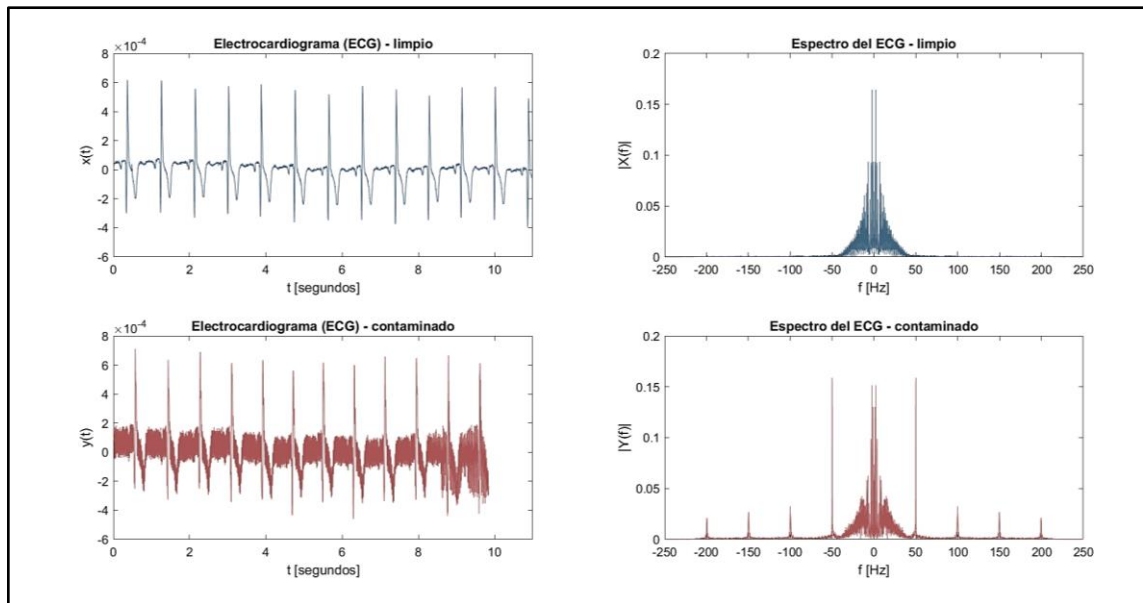 Electrocardiograma (ECG) - limpio
×10⁻⁴
8
6
4
2
0
-2
-4
-6
x(t)
0 2 4 6 8 10
t [segundos]
Espectro del ECG - limpio
0.2
0.15
0.1
0.05
0
|X(f)|
-250 -200 -150 -100 -50 0 50 100 150 200 250
f [Hz]
Electrocardiograma (ECG) - contaminado
×10⁻⁴
8
6
4
2
0
-2
-4
-6
y(t)
0 2 4 6 8 10
t [segundos]
Espectro del ECG - contaminado
0.2
0.15
0.1
0.05
0
|Y(f)|
-250 -200 -150 -100 -50 0 50 100 150 200 250
f [Hz]